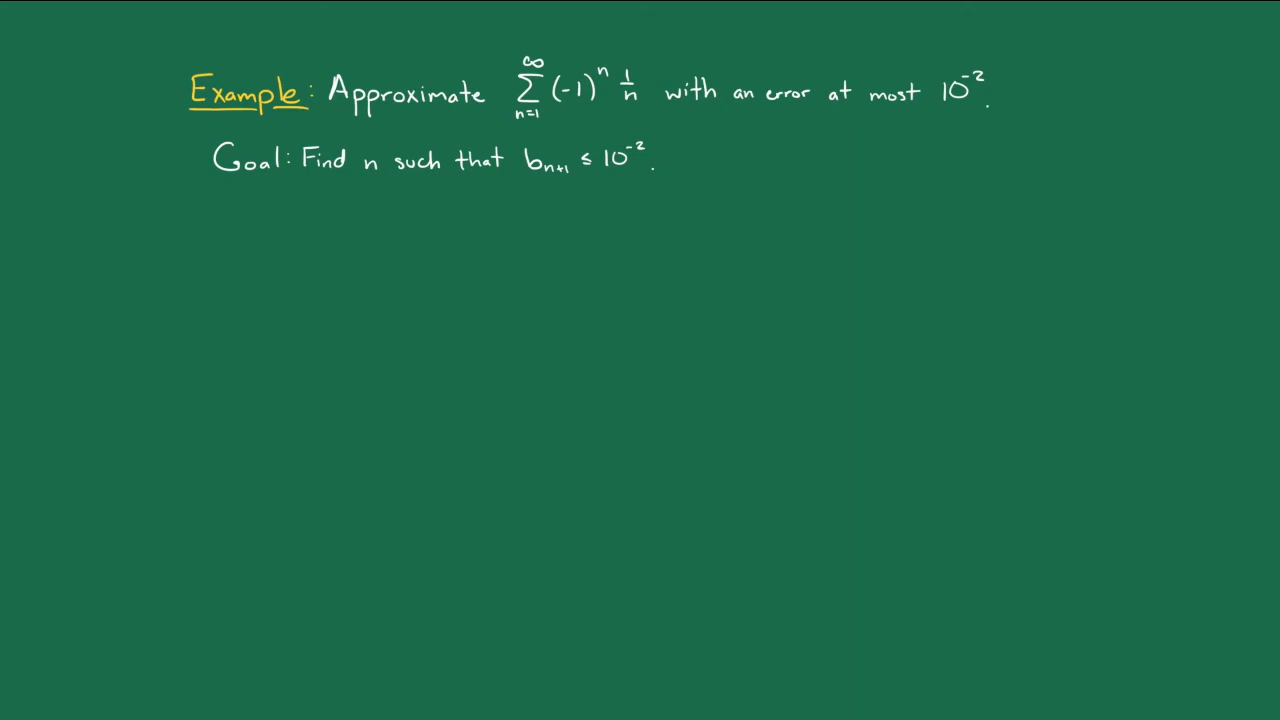 Example: Approximate ∑_{n=1}^{∞} (-1)^n 1/n with an error at most 10^{-2}.
Goal: Find n such that b_{n+1} ≤ 10^{-2}.